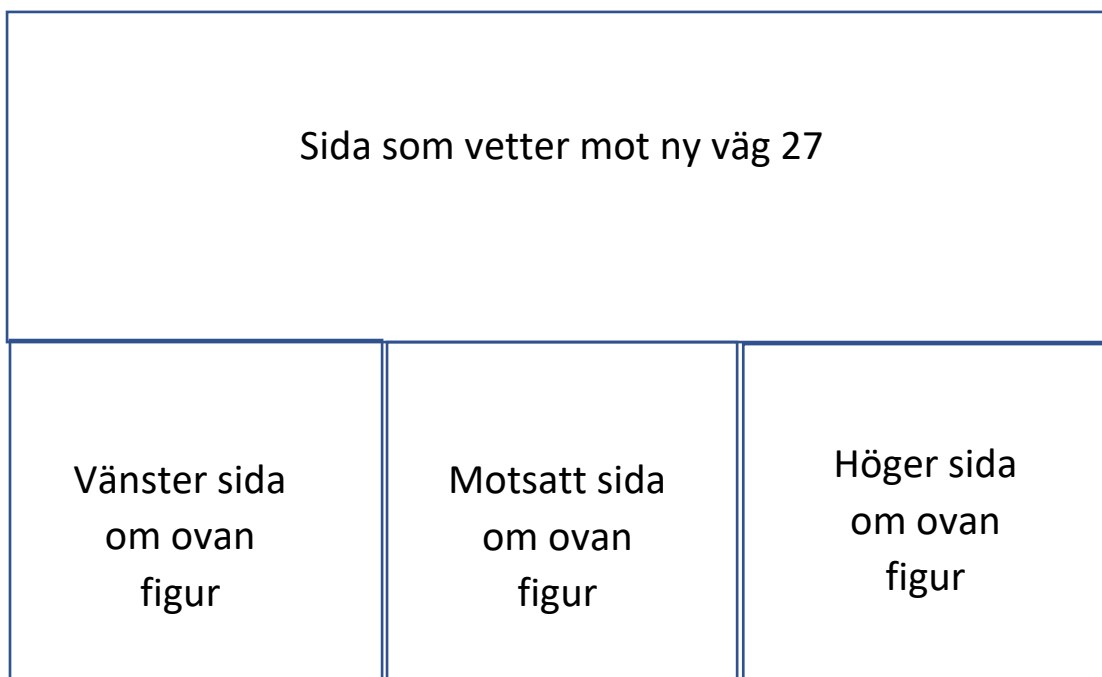 Sida som vetter mot ny väg 27
Vänster sida
om ovan
figur
Motsatt sida
om ovan
figur
Höger sida
om ovan
figur